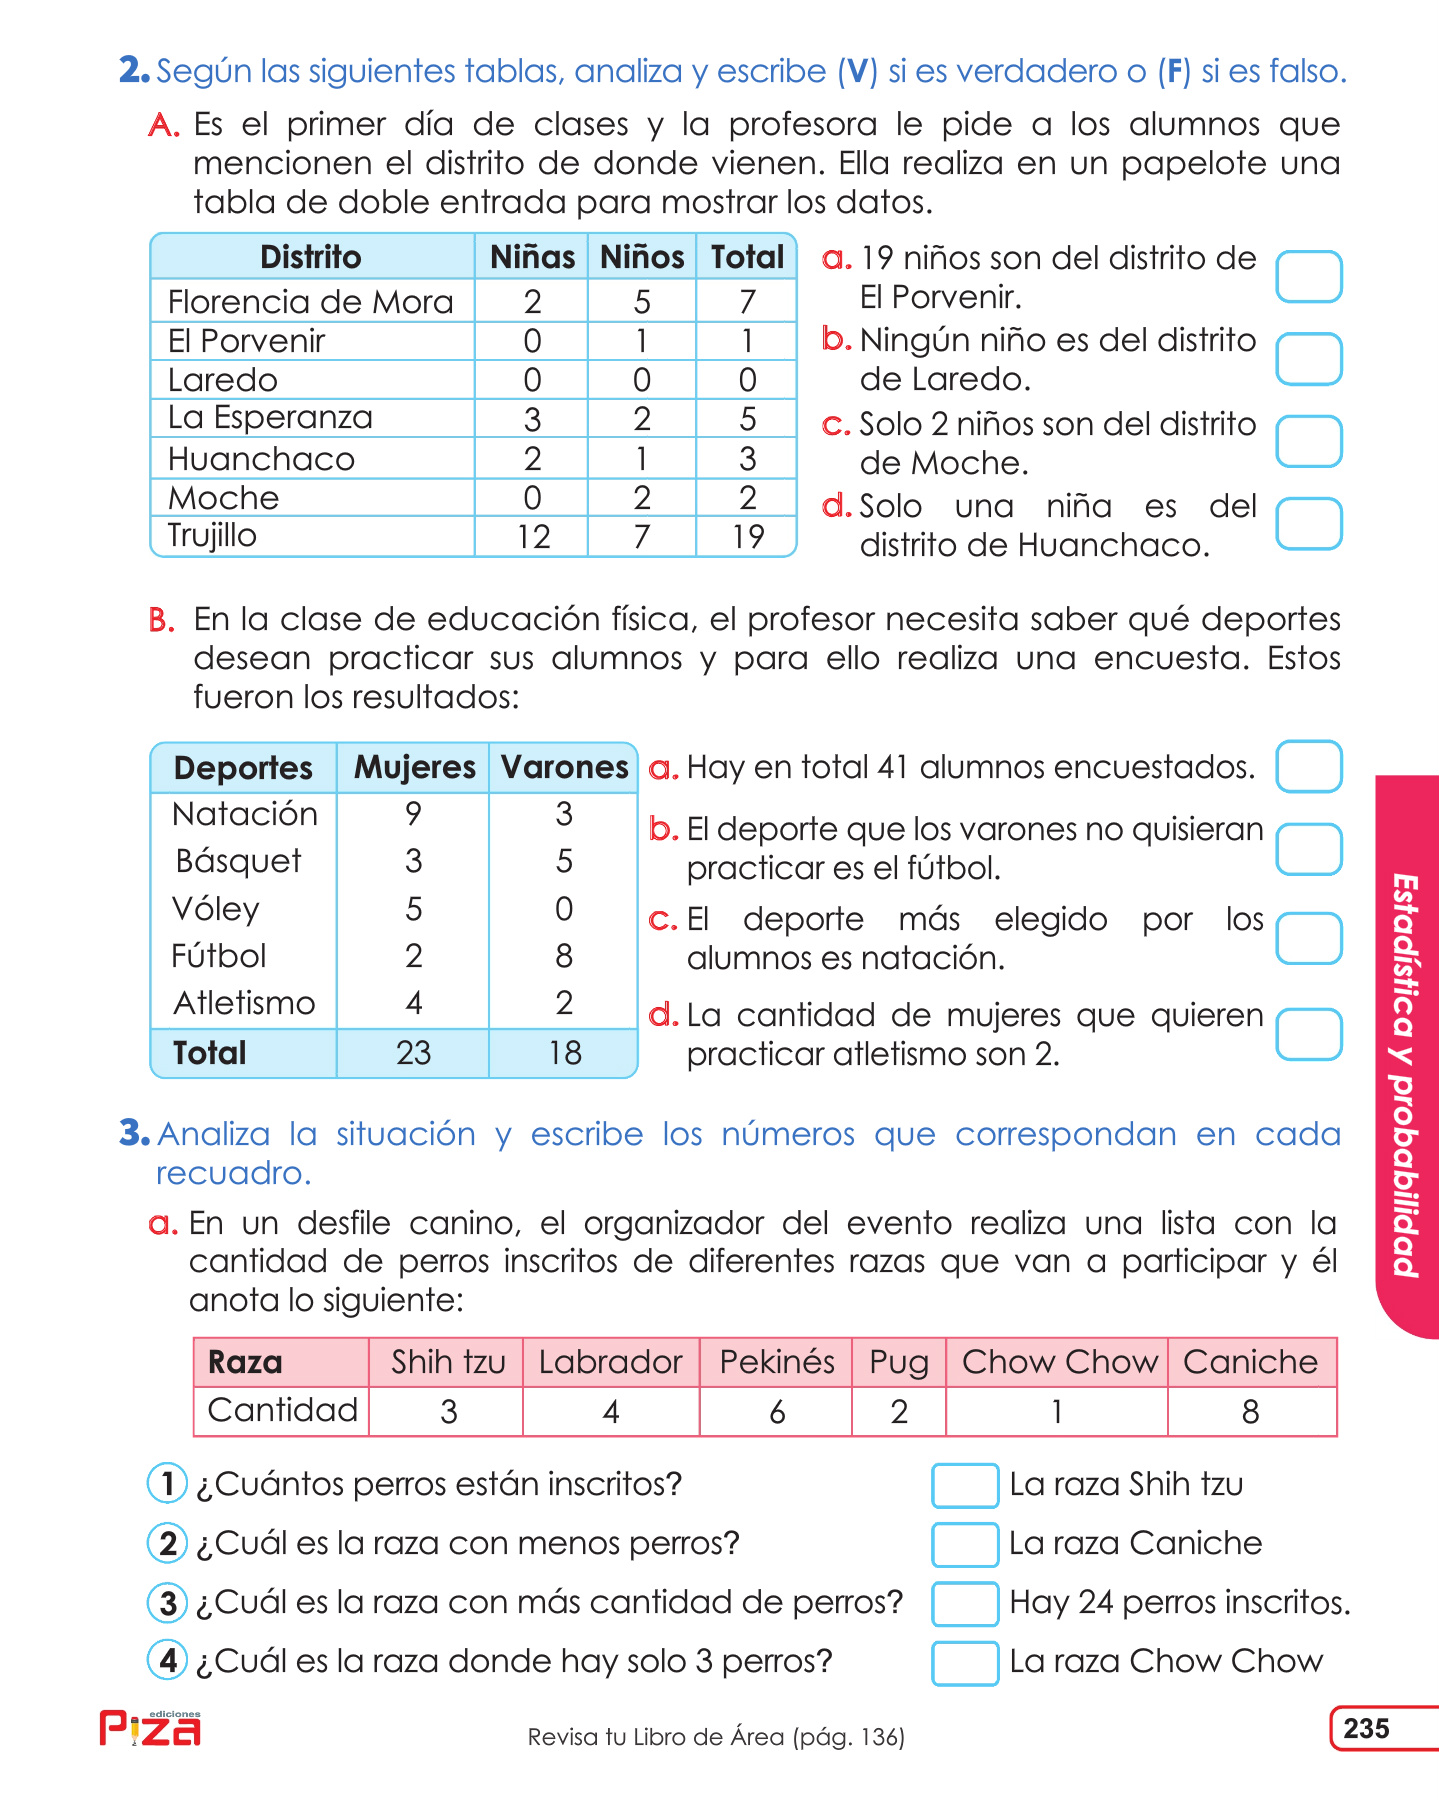 2. Según las siguientes tablas, analiza y escribe (V) si es verdadero o (F) si es falso.
A. Es el primer día de clases y la profesora le pide a los alumnos que
mencionen el distrito de donde vienen. Ella realiza en un papelote una
tabla de doble entrada para mostrar los datos.
Distrito Niñas Niños Total
Florencia de Mora 2 5 7
El Porvenir 0 1 1
Laredo 0 0 0
La Esperanza 3 2 5
Huanchaco 2 1 3
Moche 0 2 2
Trujillo 12 7 19
a. 19 niños son del distrito de
El Porvenir.
b. Ningún niño es del distrito
de Laredo.
c. Solo 2 niños son del distrito
de Moche.
d. Solo una niña es del
distrito de Huanchaco.
B. En la clase de educación física, el profesor necesita saber qué deportes
desean practicar sus alumnos y para ello realiza una encuesta. Estos
fueron los resultados:
Deportes Mujeres Varones
Natación 9 3
Básquet 3 5
Vóley 5 0
Fútbol 2 8
Atletismo 4 2
Total 23 18
a. Hay en total 41 alumnos encuestados.
b. El deporte que los varones no quisieran
practicar es el fútbol.
c. El deporte más elegido por los
alumnos es natación.
d. La cantidad de mujeres que quieren
practicar atletismo son 2.
Estadística y probabilidad
3. Analiza la situación y escribe los números que correspondan en cada
recuadro.
a. En un desfile canino, el organizador del evento realiza una lista con la
cantidad de perros inscritos de diferentes razas que van a participar y él
anota lo siguiente:
Raza Shih tzu Labrador Pekinés Pug Chow Chow Caniche
Cantidad 3 4 6 2 1 8
1 ¿Cuántos perros están inscritos? La raza Shih tzu
2 ¿Cuál es la raza con menos perros? La raza Caniche
3 ¿Cuál es la raza con más cantidad de perros? Hay 24 perros inscritos.
4 ¿Cuál es la raza donde hay solo 3 perros? La raza Chow Chow
ediciones
Piza
Revisa tu Libro de Área (pág. 136)
235